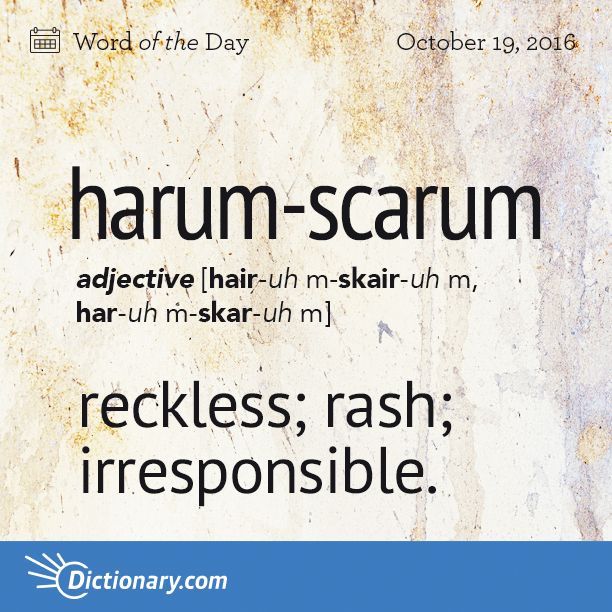 Word of the Day
October 19, 2016
harum-scarum
adjective [hair-uh m-skair-uh m,
har-uh m-skar-uh m]
reckless; rash;
irresponsible.
Dictionary.com